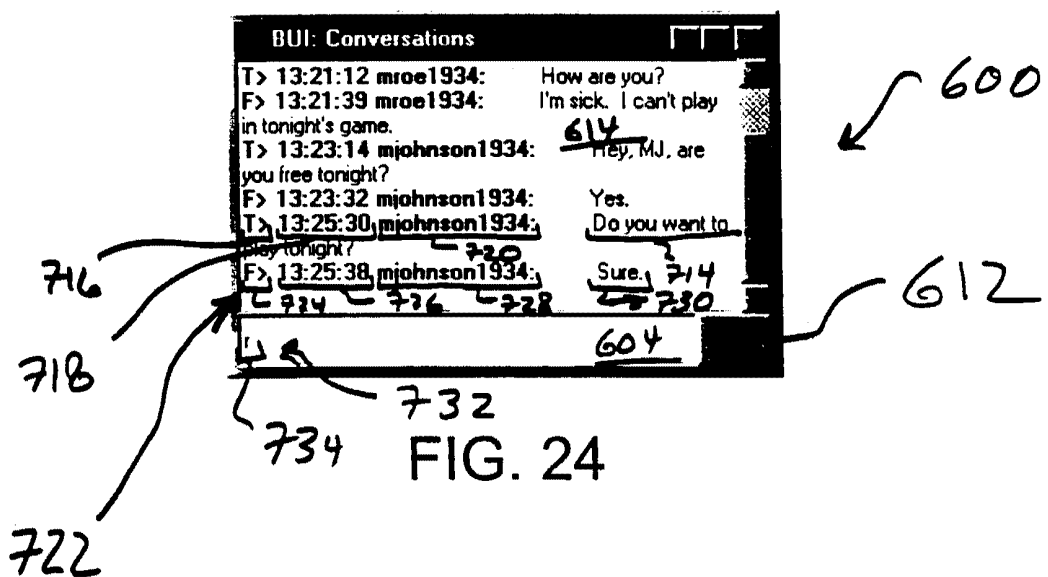 BUI: Conversations
T> 13:21:12 mroe1934: How are you?
F> 13:21:39 mroe1934: I'm sick. I can't play
in tonight's game.
614
T> 13:23:14 mjohnson1934: Hey, MJ, are
you free tonight?
F> 13:23:32 mjohnson1934: Yes.
T> 13:25:30 mjohnson1934: Do you want to
play tonight?
720
714
F> 13:25:38 mjohnson1934: Sure.
724 726 728 730
604
600
612
716
718
732
734
722
FIG. 24